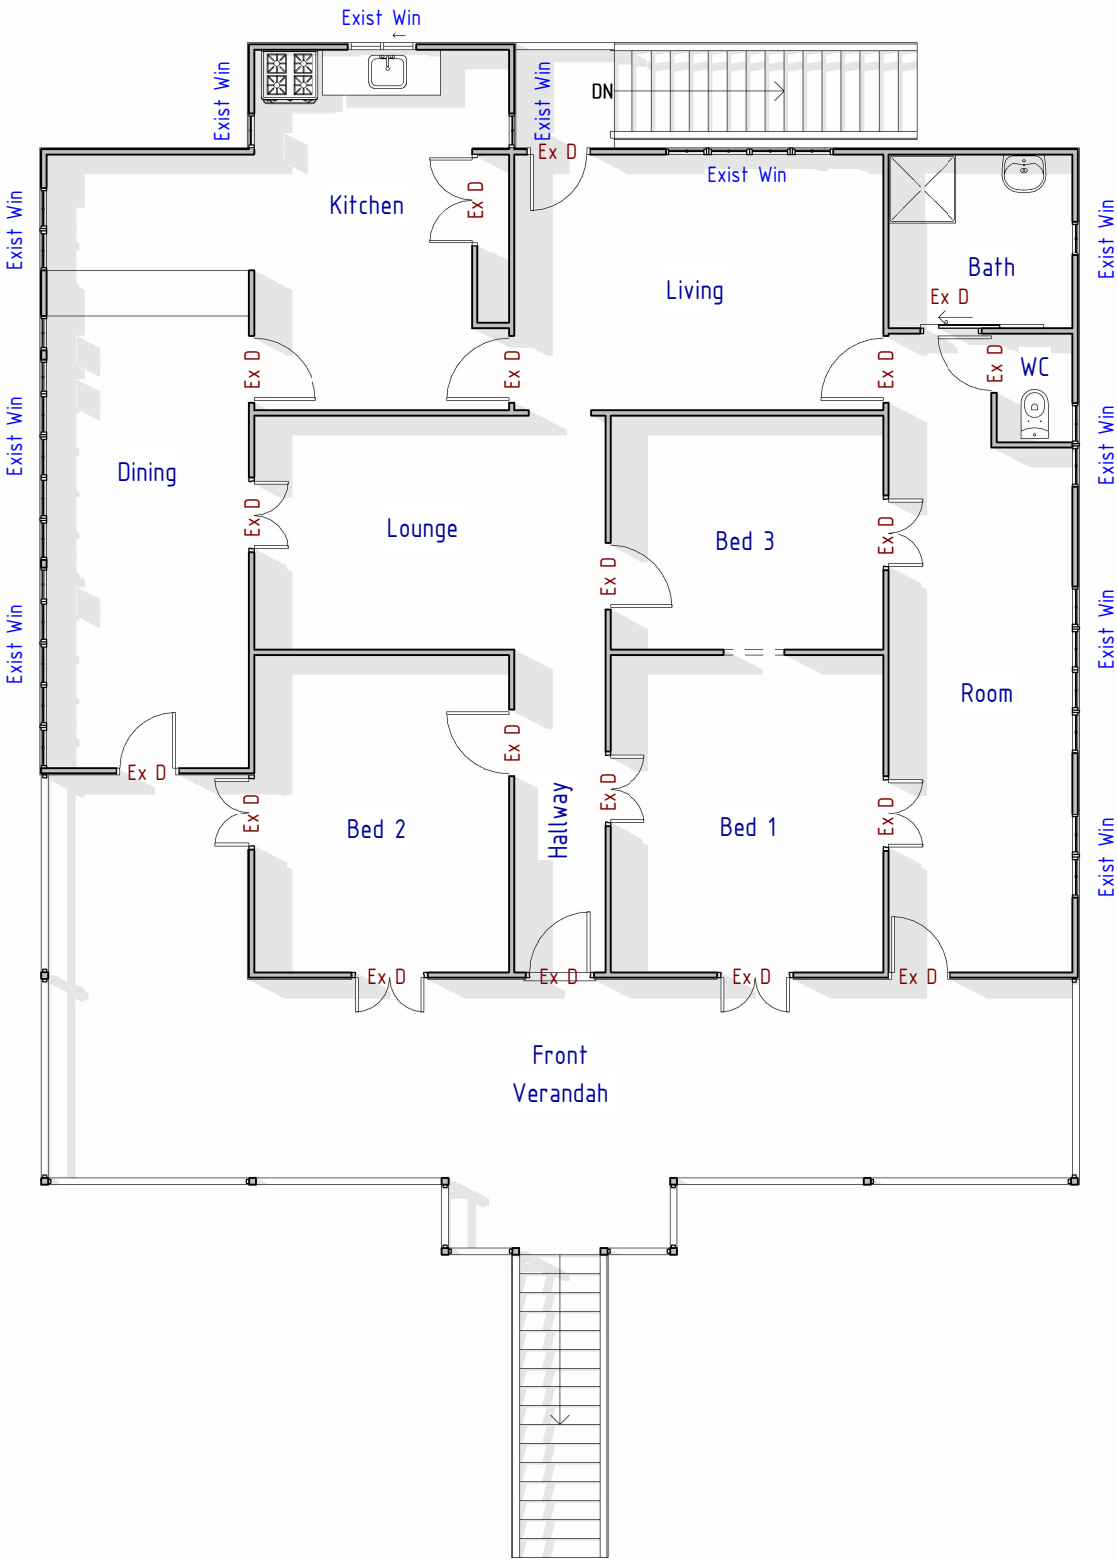 Exist Win
Exist Win
Exist Win
DN
Ex D
Exist Win
Exist Win
Kitchen
Ex D
Exist Win
Bath
Living
Ex D
Ex D
Ex D
Ex D
Ex D
WC
Exist Win
Exist Win
Dining
Ex D
Lounge
Ex D
Bed 3
Ex D
Exist Win
Exist Win
Room
Ex D
Ex D
Ex D
Ex D
Ex D
Bed 2
Hallway
Bed 1
Exist Win
Ex D
Ex D
Ex D
Ex D
Front
Verandah